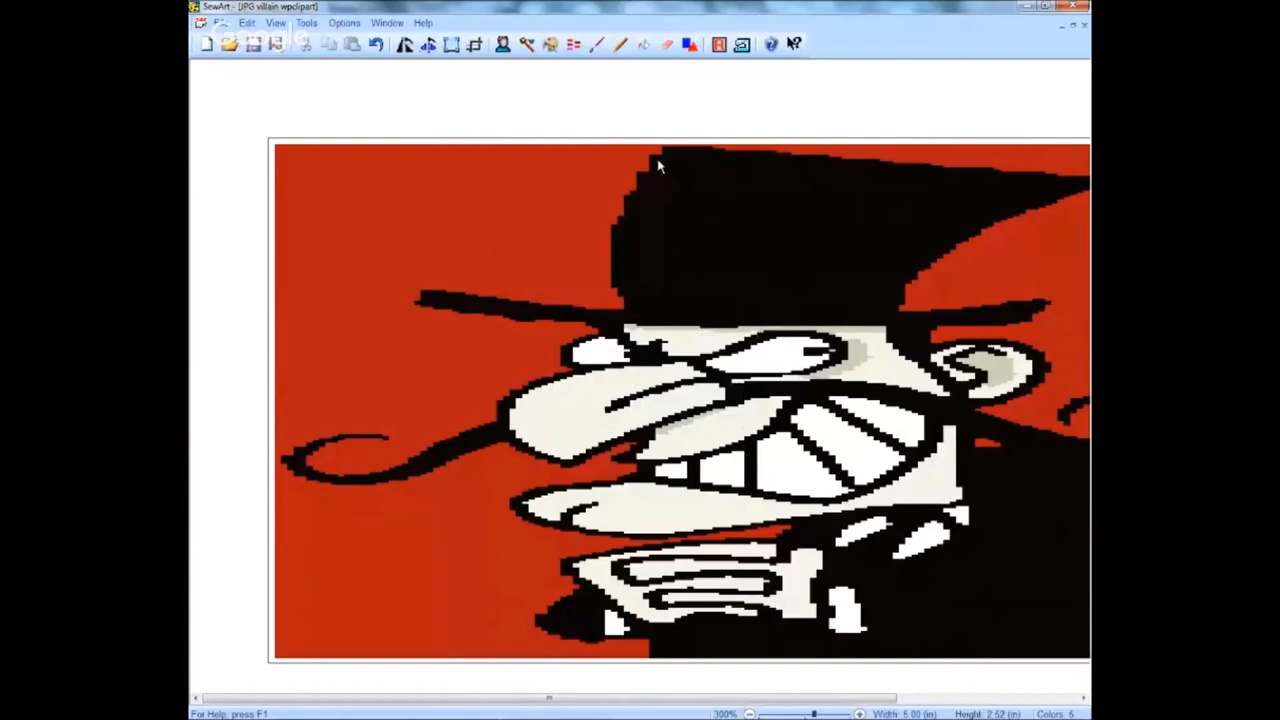 SewArt - [JPG villain wpclipart]
Edit View Tools Options Window Help
Google
For Help, press F1 300% Width: 5.00 (in) Height: 2.52 (in) Colors: 5